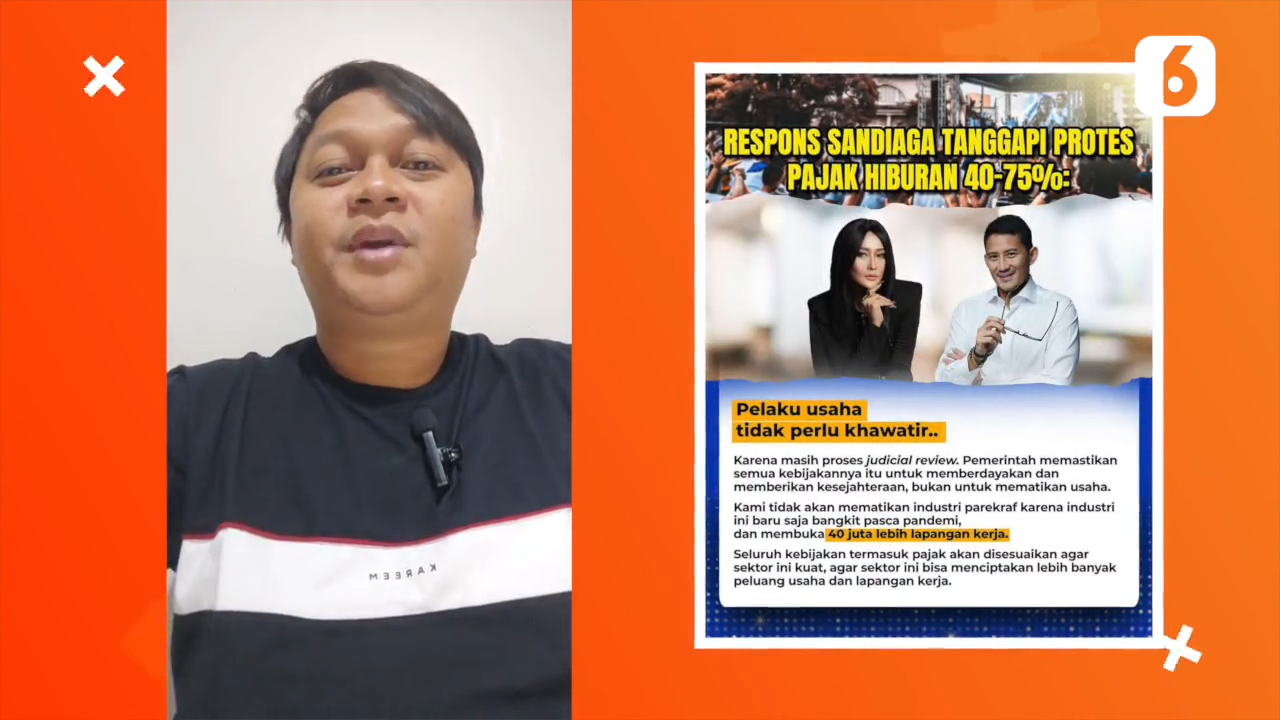 6
RESPONS SANDIAGA TANGGAPI PROTES
PAJAK HIBURAN 40-75%:
Pelaku usaha
tidak perlu khawatir..
Karena masih proses judicial review. Pemerintah memastikan
semua kebijakannya itu untuk memberdayakan dan
memberikan kesejahteraan, bukan untuk mematikan usaha.
Kami tidak akan mematikan industri parekraf karena industri
ini baru saja bangkit pasca pandemi,
dan membuka 40 juta lebih lapangan kerja.
Seluruh kebijakan termasuk pajak akan disesuaikan agar
sektor ini kuat, agar sektor ini bisa menciptakan lebih banyak
peluang usaha dan lapangan kerja.
KAREEM